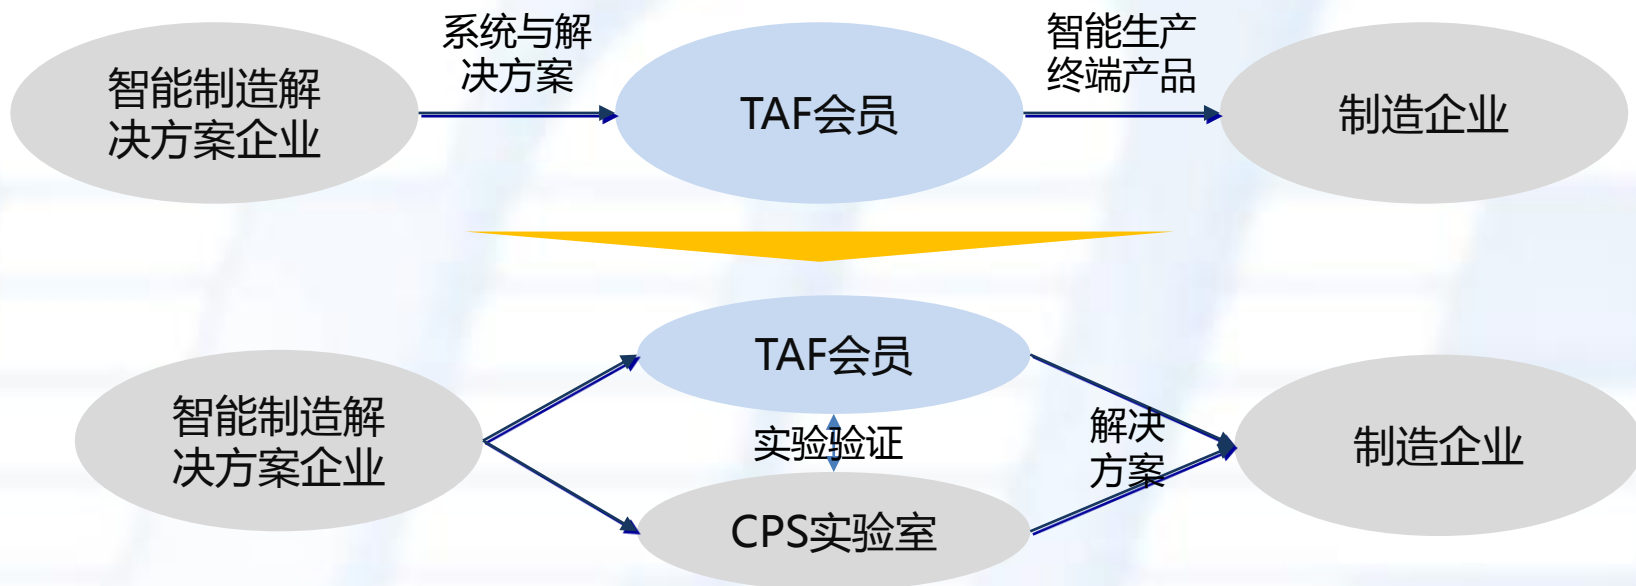 系统与解
决方案
智能生产
终端产品
智能制造解
决方案企业
TAF会员
制造企业
TAF会员
智能制造解
决方案企业
实验验证
解决
方案
制造企业
CPS实验室